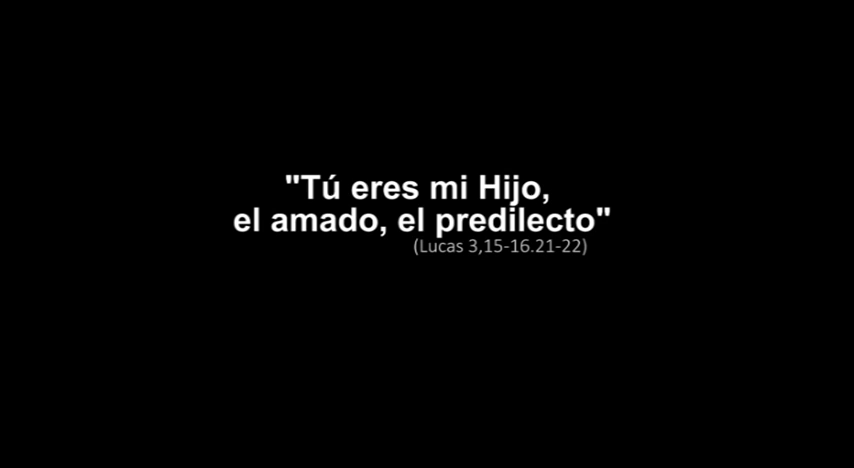 "Tú eres mi Hijo,
el amado, el predilecto"
(Lucas 3,15-16.21-22)